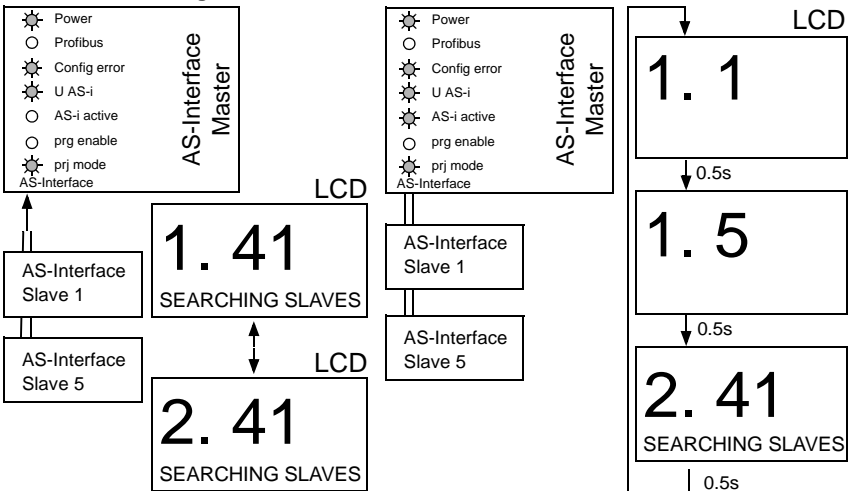 Power
Profibus
Config error
U AS-i
AS-i active
prg enable
prj mode
AS-Interface
AS-Interface
Master
AS-Interface
Slave 1
AS-Interface
Slave 5
LCD
1. 41
SEARCHING SLAVES
LCD
2. 41
SEARCHING SLAVES
Power
Profibus
Config error
U AS-i
AS-i active
prg enable
prj mode
AS-Interface
AS-Interface
Master
AS-Interface
Slave 1
AS-Interface
Slave 5
LCD
1. 1
0.5s
1. 5
0.5s
2. 41
SEARCHING SLAVES
0.5s